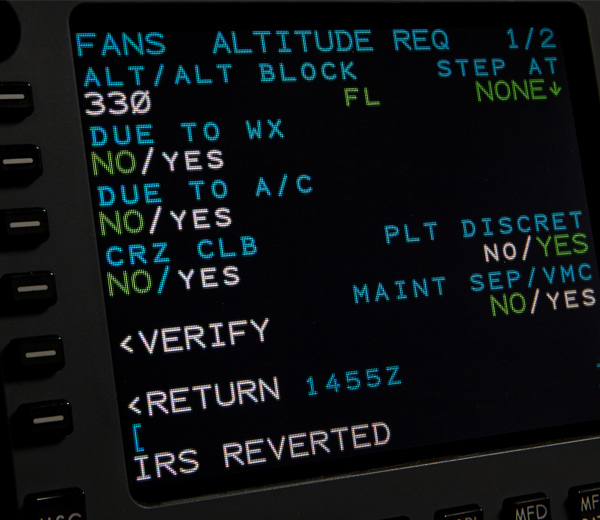 FANS ALTITUDE REQ 1/2
ALT/ALT BLOCK STEP AT
330 FL NONE↓
DUE TO WX
NO/YES
DUE TO A/C
NO/YES
CRZ CLB PLT DISCRET
NO/YES NO/YES
MAINT SEP/VMC
NO/YES
<VERIFY
<RETURN 1455Z
[
IRS REVERTED
MFD